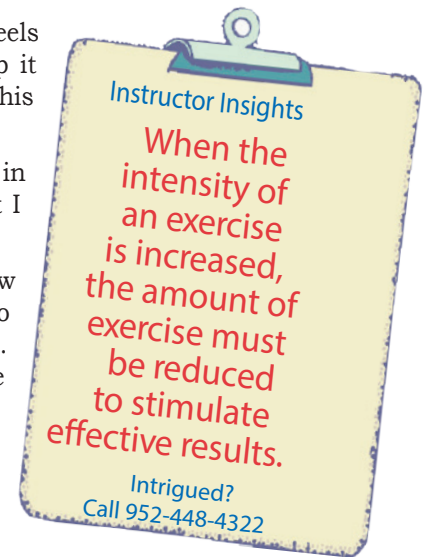 eels
p it
his
in
t I
w
o
.
e
Instructor Insights
When the
intensity of
an exercise
is increased,
the amount of
exercise must
be reduced
to stimulate
effective results.
Intrigued?
Call 952-448-4322